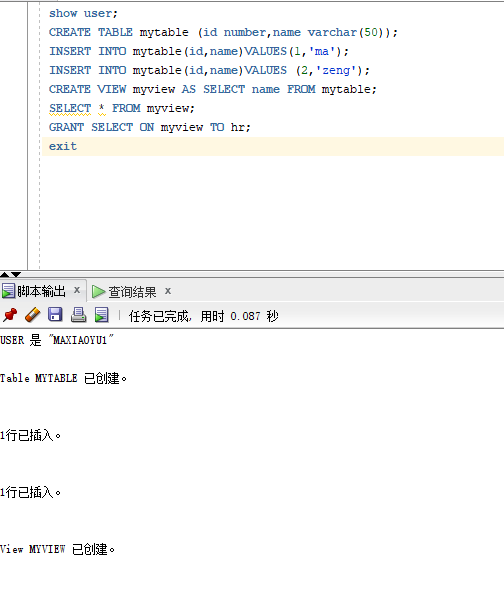 show user;
CREATE TABLE mytable (id number,name varchar(50));
INSERT INTO mytable(id,name)VALUES(1,'ma');
INSERT INTO mytable(id,name)VALUES (2,'zeng');
CREATE VIEW myview AS SELECT name FROM mytable;
SELECT * FROM myview;
GRANT SELECT ON myview TO hr;
exit
脚本输出 x 查询结果 x
任务已完成, 用时 0.087 秒
USER 是 "MAXIAOYU1"
Table MYTABLE 已创建。
1行已插入。
1行已插入。
View MYVIEW 已创建。